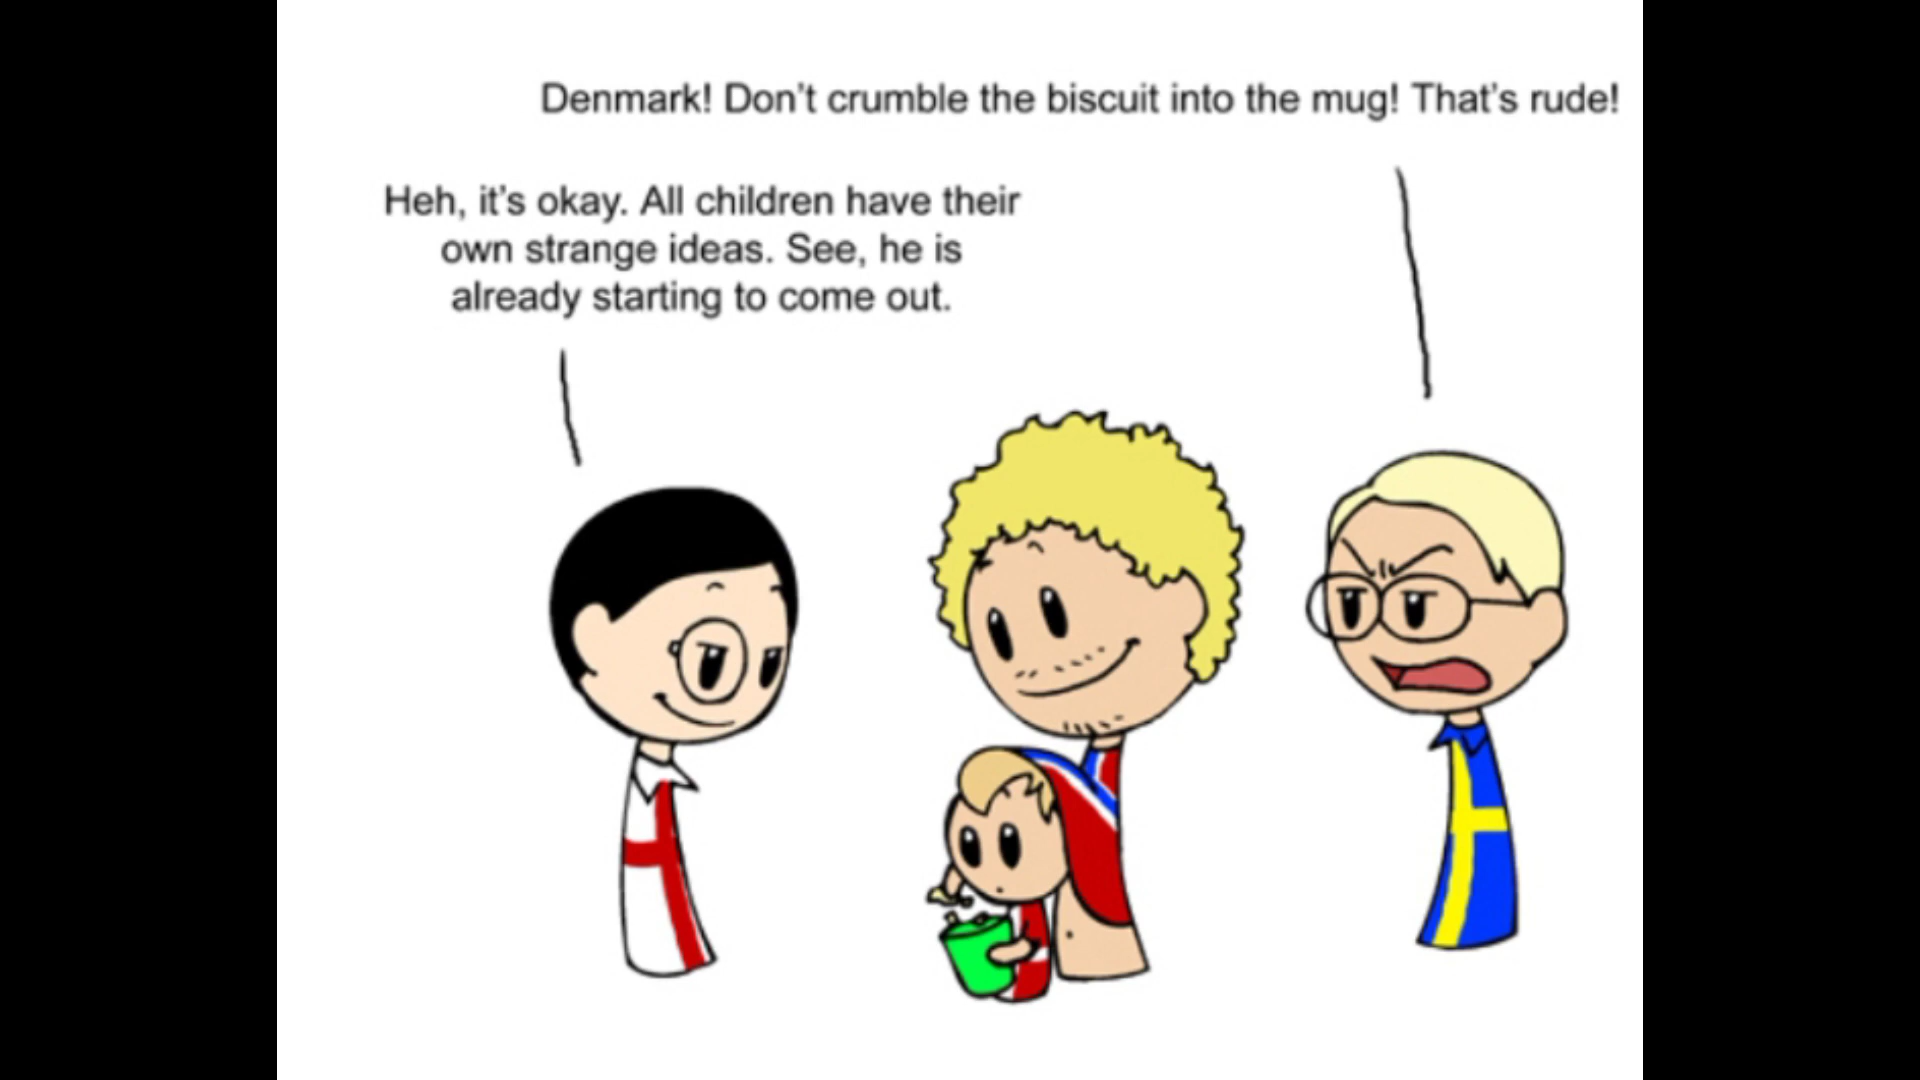 Denmark! Don't crumble the biscuit into the mug! That's rude!
Heh, it's okay. All children have their
own strange ideas. See, he is
already starting to come out.